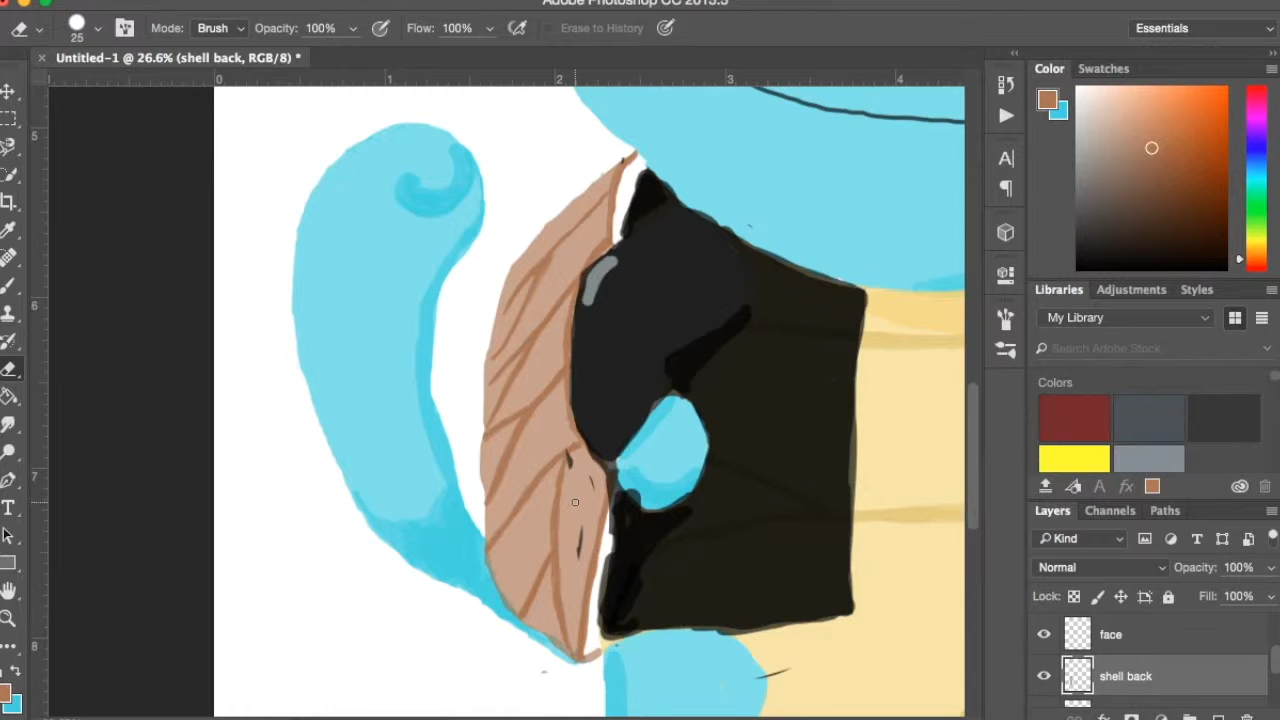 Adobe Photoshop CC 2015.5
25 Mode: Brush Opacity: 100% Flow: 100% Erase to History Essentials
Untitled-1 @ 26.6% (shell back, RGB/8) *
0 1 2 3 4
5
6
7
8
Color Swatches
Libraries Adjustments Styles
My Library
Search Adobe Stock
Colors
Layers Channels Paths
Kind
Normal Opacity: 100%
Lock: Fill: 100%
face
shell back